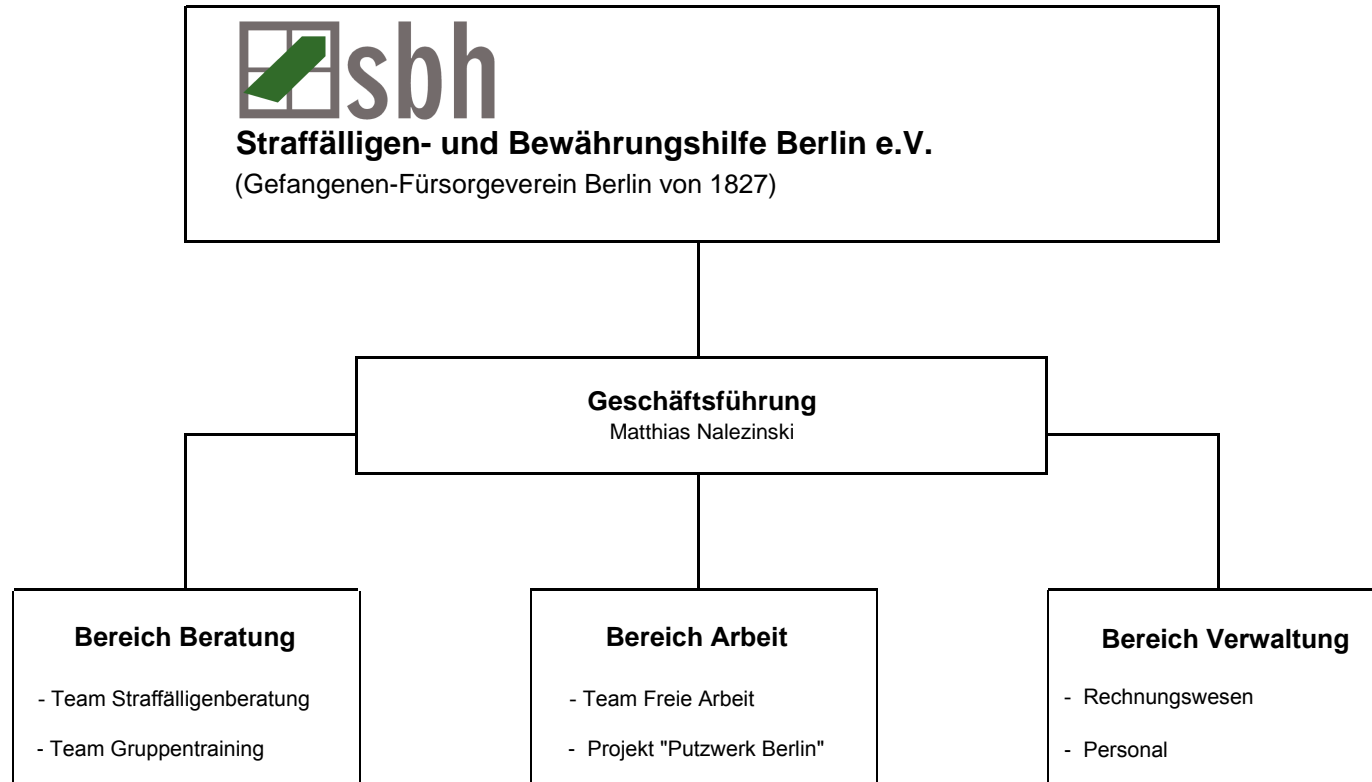 sbh
Straffälligen- und Bewährungshilfe Berlin e.V.
(Gefangenen-Fürsorgeverein Berlin von 1827)
Geschäftsführung
Matthias Nalezinski
Bereich Beratung
- Team Straffälligenberatung
- Team Gruppentraining
Bereich Arbeit
- Team Freie Arbeit
- Projekt "Putzwerk Berlin"
Bereich Verwaltung
- Rechnungswesen
- Personal